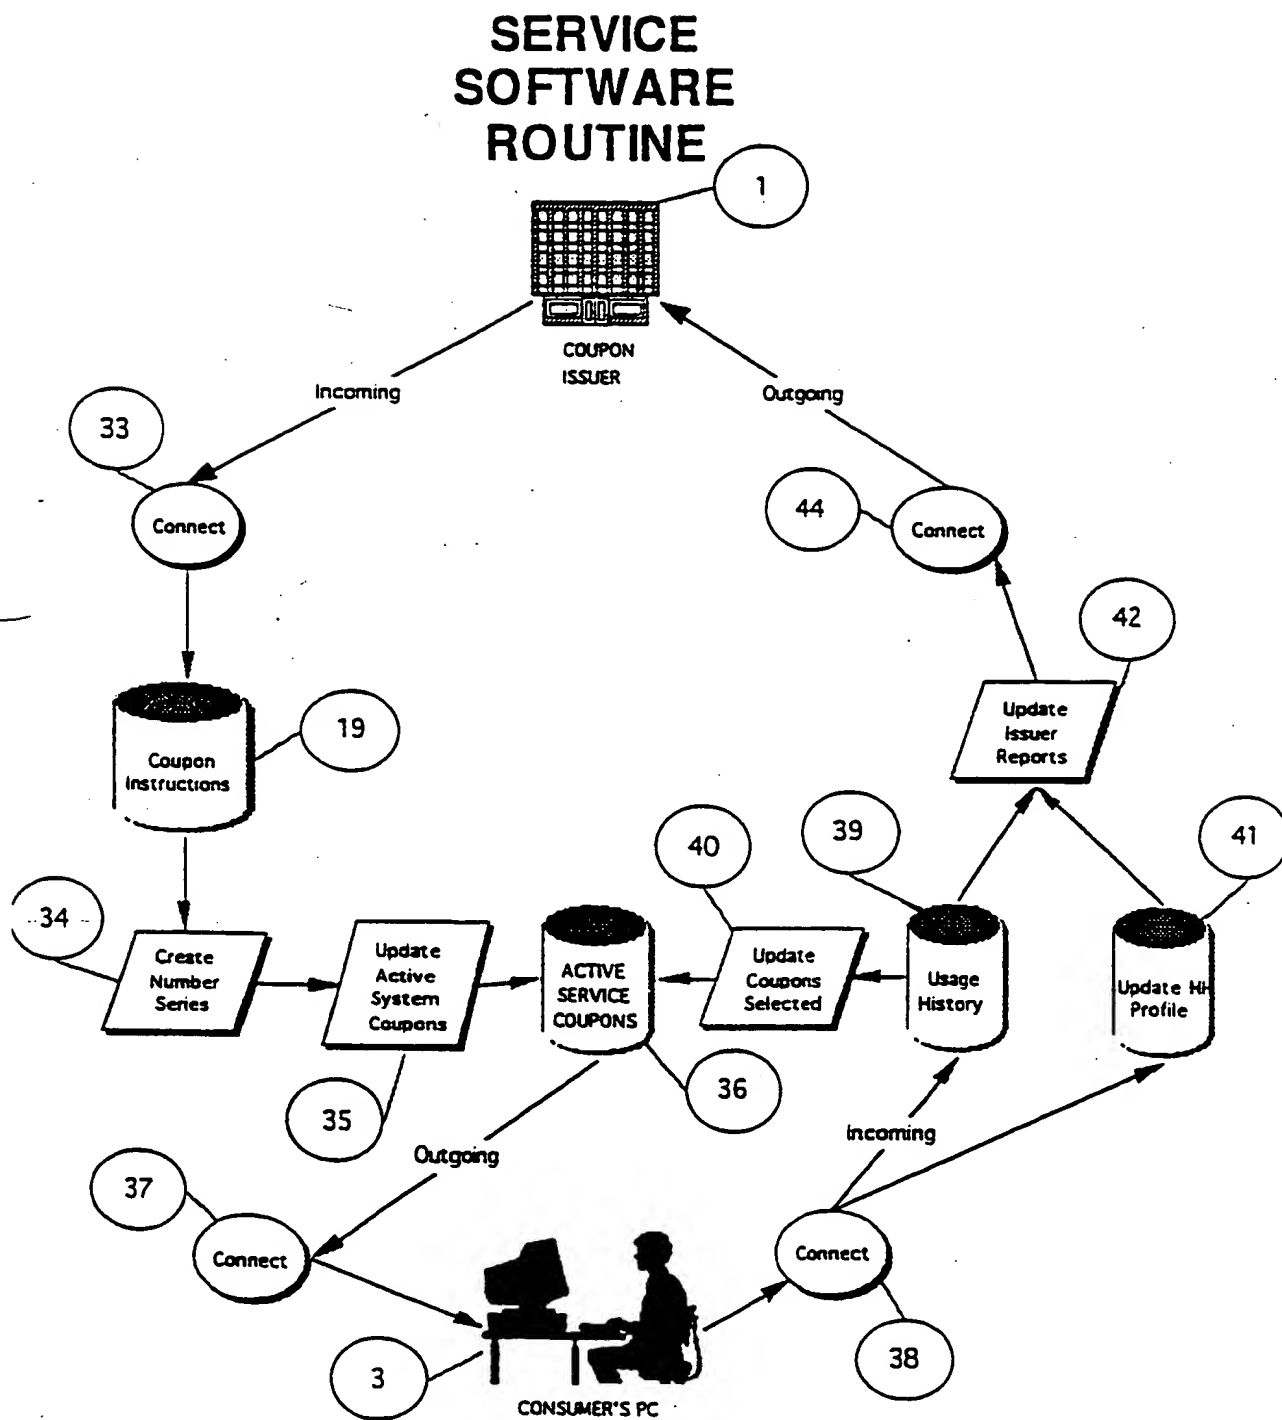 SERVICE
SOFTWARE
ROUTINE
1
COUPON
ISSUER
Incoming
Outgoing
33
Connect
44
Connect
42
Update
Issuer
Reports
19
Coupon
Instructions
40
39
41
34
Create
Number
Series
Update
Active
System
Coupons
ACTIVE
SERVICE
COUPONS
Update
Coupons
Selected
Usage
History
Update HH
Profile
35
36
Outgoing
Incoming
37
Connect
Connect
3
38
CONSUMER'S PC